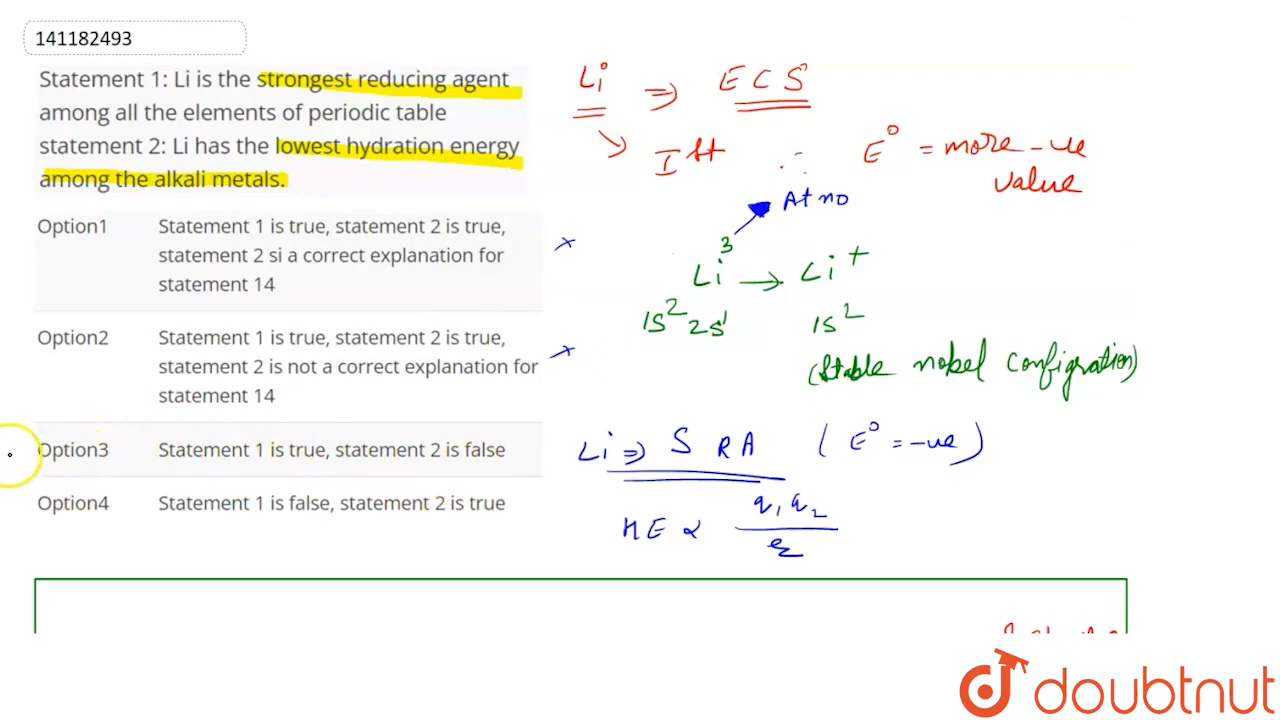 141182493
Statement 1: Li is the strongest reducing agent
among all the elements of periodic table
statement 2: Li has the lowest hydration energy
among the alkali metals.
Option1 Statement 1 is true, statement 2 is true,
statement 2 si a correct explanation for
statement 14
Option2 Statement 1 is true, statement 2 is true,
statement 2 is not a correct explanation for
statement 14
Option3 Statement 1 is true, statement 2 is false
Option4 Statement 1 is false, statement 2 is true
Li ⇒ ECS
↘ Ist ∴ E° = more -ve
value
At no
3
Li → Li+
1s² 2s¹ 1s²
(Stable nobel configration)
Li ⇒ SRA (E° = -ve)
HE ∝ q₁q₂
r
doubtnut